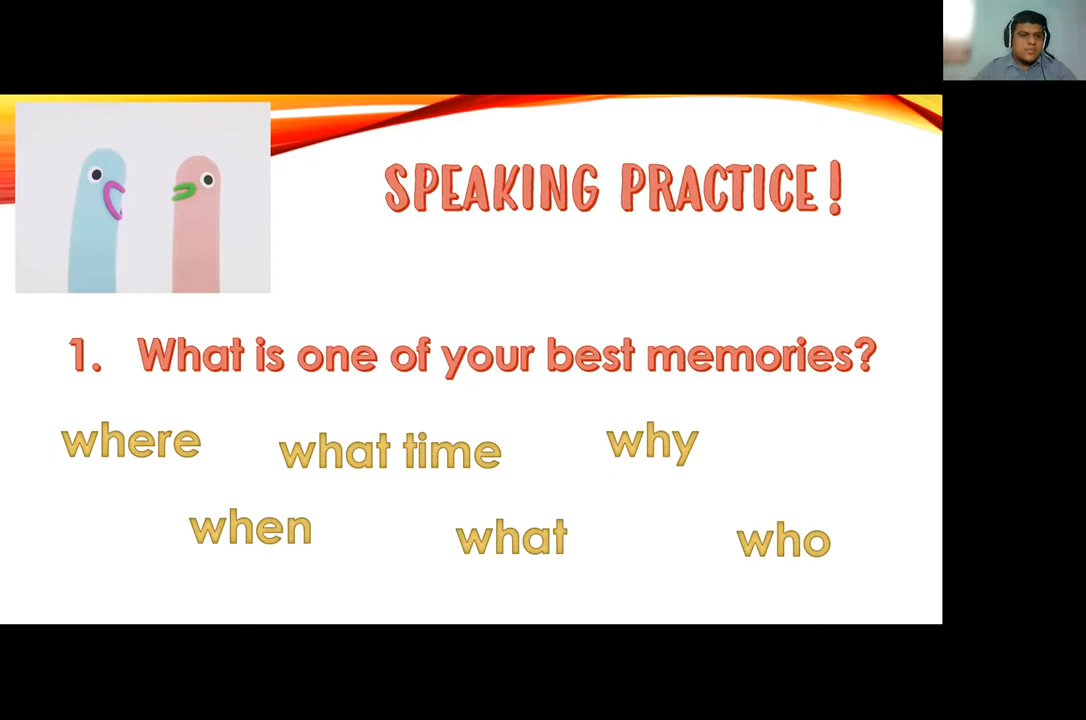 SPEAKING PRACTICE!
1. What is one of your best memories?
where what time why
when what who